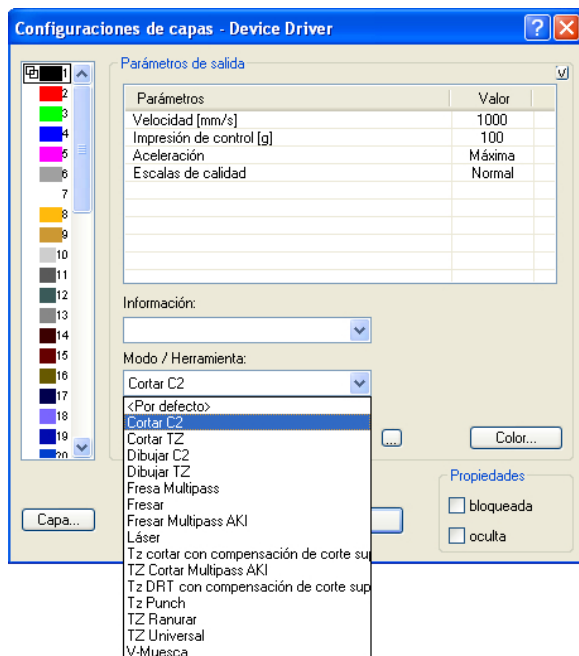 Configuraciones de capas - Device Driver
1
2
3
4
5
6
7
8
9
10
11
12
13
14
15
16
17
18
19
20
Parámetros de salida
Parámetros Valor
Velocidad [mm/s] 1000
Impresión de control [g] 100
Aceleración Máxima
Escalas de calidad Normal
Información:
Modo / Herramienta:
Cortar C2
<Por defecto>
Cortar C2
Cortar TZ
Dibujar C2
Dibujar TZ
Fresa Multipass
Fresar
Fresar Multipass AKI
Láser
Tz cortar con compensación de corte sup
TZ Cortar Multipass AKI
Tz DRT con compensación de corte sup
Tz Punch
TZ Ranurar
TZ Universal
V-Muesca
...
Color...
Propiedades
bloqueada
oculta
Capa...